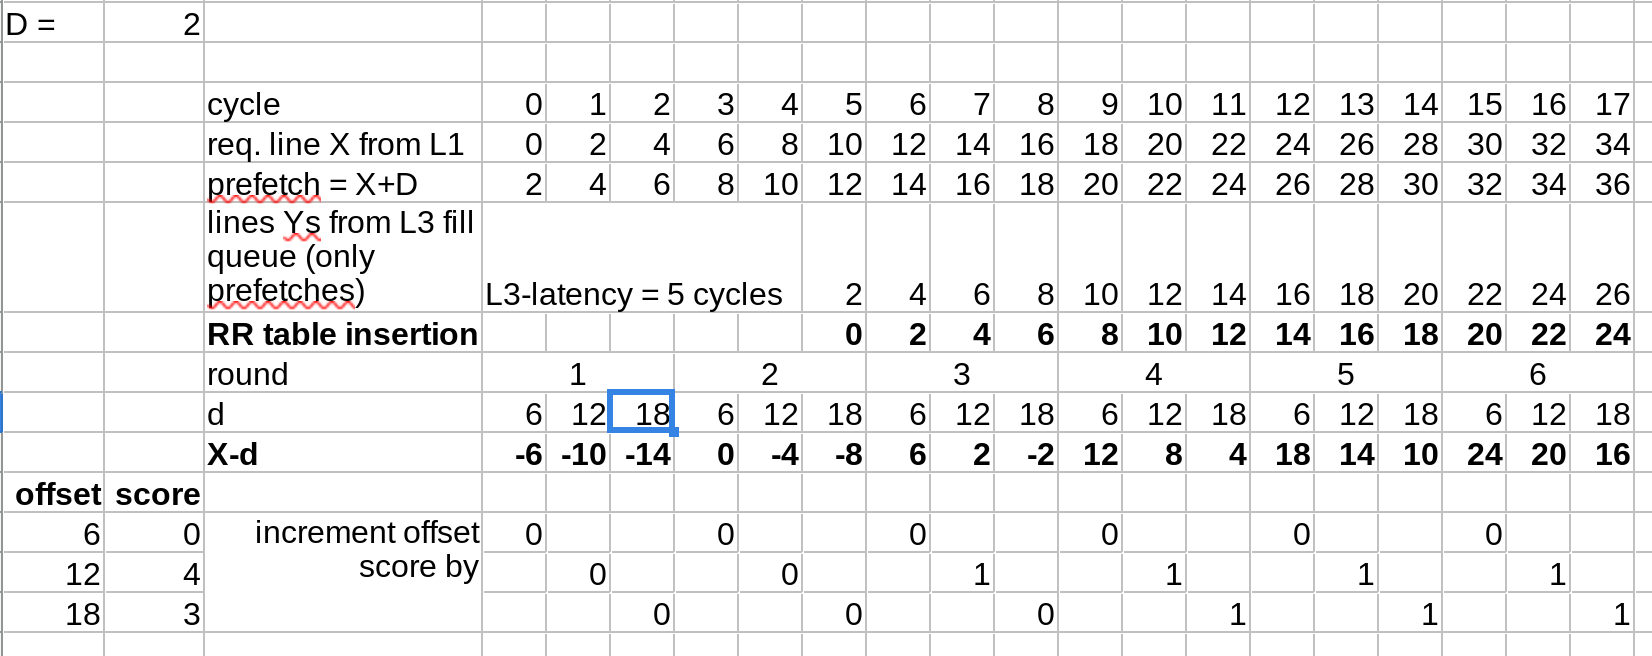 D = 2
cycle 0 1 2 3 4 5 6 7 8 9 10 11 12 13 14 15 16 17
req. line X from L1 0 2 4 6 8 10 12 14 16 18 20 22 24 26 28 30 32 34
prefetch = X+D 2 4 6 8 10 12 14 16 18 20 22 24 26 28 30 32 34 36
lines Ys from L3 fill
queue (only
prefetches) L3-latency = 5 cycles 2 4 6 8 10 12 14 16 18 20 22 24 26
RR table insertion 0 2 4 6 8 10 12 14 16 18 20 22 24
round 1 2 3 4 5 6
d 6 12 18 6 12 18 6 12 18 6 12 18 6 12 18 6 12 18
X-d -6 -10 -14 0 -4 -8 6 2 -2 12 8 4 18 14 10 24 20 16
offset score
6 0 increment offset 0 0 0 0 0 0
12 4 score by 0 0 1 1 1 1
18 3 0 0 0 1 1 1